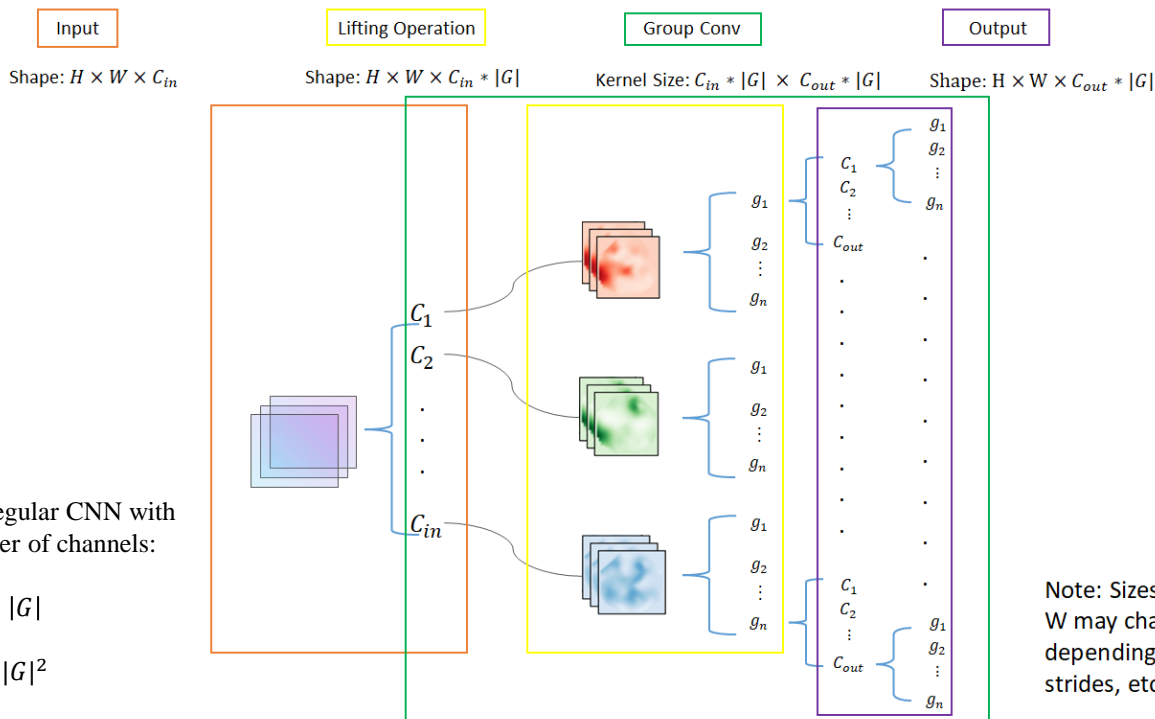 Input
Lifting Operation
Group Conv
Output
Shape: H × W × C_in
Shape: H × W × C_in * |G|
Kernel Size: C_in * |G| × C_out * |G|
Shape: H × W × C_out * |G|
C_1
C_2
.
.
.
C_in
g_1
g_2
⋮
g_n
g_1
g_2
⋮
g_n
g_1
g_2
⋮
g_n
C_1
C_2
⋮
C_out
.
.
.
.
.
.
.
.
.
C_1
C_2
⋮
C_out
g_1
g_2
⋮
g_n
.
.
.
.
.
.
.
.
.
g_1
g_2
⋮
g_n
egular CNN with
er of channels:
|G|
|G|²
Note: Sizes
W may cha
depending
strides, etc